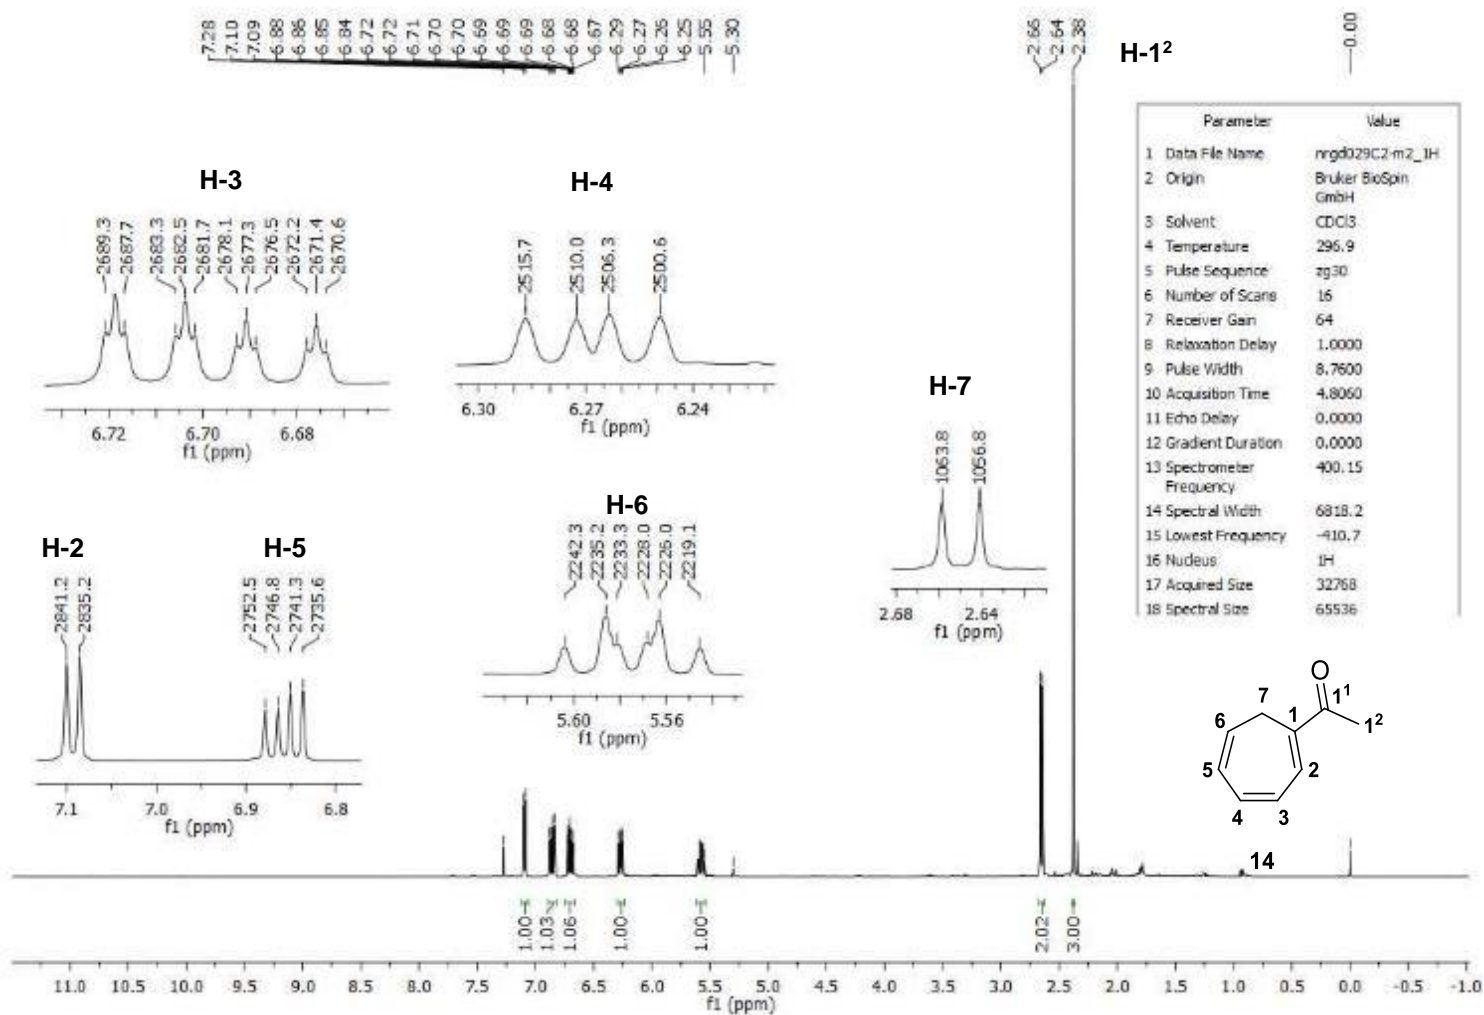 7.28
7.10
7.09
6.88
6.86
6.85
6.84
6.72
6.72
6.71
6.70
6.70
6.69
6.69
6.69
6.68
6.68
6.67
6.29
6.27
6.26
6.25
5.55
5.30
2.66
2.64
2.38
-0.00
H-1²
H-3
2689.3
2687.7
2683.3
2682.5
2681.7
2678.1
2677.3
2676.5
2672.2
2671.4
2670.6
6.72 6.70 6.68
f1 (ppm)
H-4
2515.7
2510.0
2506.3
2500.6
6.30 6.27 6.24
f1 (ppm)
H-7
1063.8
1056.8
2.68 2.64
f1 (ppm)
H-2
2841.2
2835.2
H-5
2752.5
2746.8
2741.3
2735.6
7.1 7.0 6.9 6.8
f1 (ppm)
H-6
2242.3
2235.2
2233.3
2228.0
2226.0
2219.1
5.60 5.56
f1 (ppm)
Parameter Value
1 Data File Name nrgd029C2-m2_1H
2 Origin Bruker BioSpin
GmbH
3 Solvent CDCl3
4 Temperature 296.9
5 Pulse Sequence zg30
6 Number of Scans 16
7 Receiver Gain 64
8 Relaxation Delay 1.0000
9 Pulse Width 8.7600
10 Acquisition Time 4.8060
11 Echo Delay 0.0000
12 Gradient Duration 0.0000
13 Spectrometer 400.15
Frequency
14 Spectral Width 6818.2
15 Lowest Frequency -410.7
16 Nucleus 1H
17 Acquired Size 32768
18 Spectral Size 65536
O
7 1¹
6 1 1²
5 2
4 3
14
1.00
1.03
1.06
1.00
1.00
2.02
3.00
11.0 10.5 10.0 9.5 9.0 8.5 8.0 7.5 7.0 6.5 6.0 5.5 5.0 4.5 4.0 3.5 3.0 2.5 2.0 1.5 1.0 0.5 0.0 -0.5 -1.0
f1 (ppm)